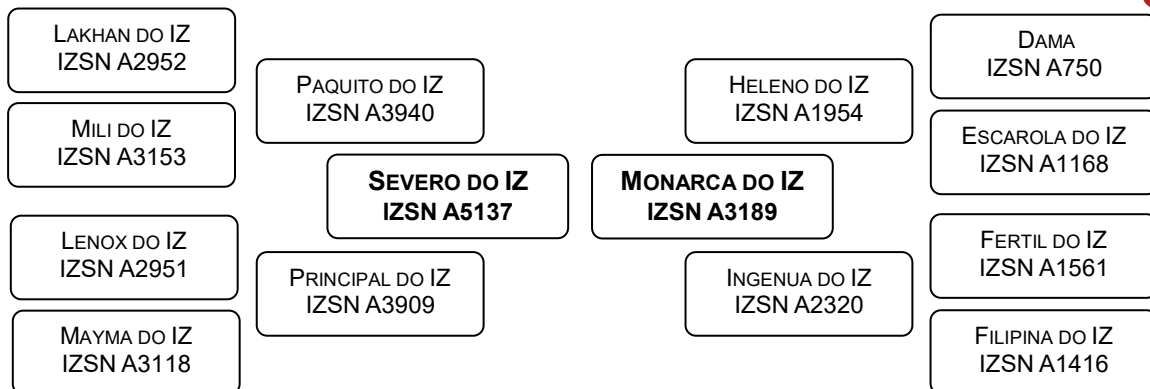 LAKHAN DO IZ
IZSN A2952
MILI DO IZ
IZSN A3153
LENOX DO IZ
IZSN A2951
MAYMA DO IZ
IZSN A3118
PAQUITO DO IZ
IZSN A3940
PRINCIPAL DO IZ
IZSN A3909
SEVERO DO IZ
IZSN A5137
MONARCA DO IZ
IZSN A3189
HELENO DO IZ
IZSN A1954
INGENUA DO IZ
IZSN A2320
DAMA
IZSN A750
ESCAROLA DO IZ
IZSN A1168
FERTIL DO IZ
IZSN A1561
FILIPINA DO IZ
IZSN A1416